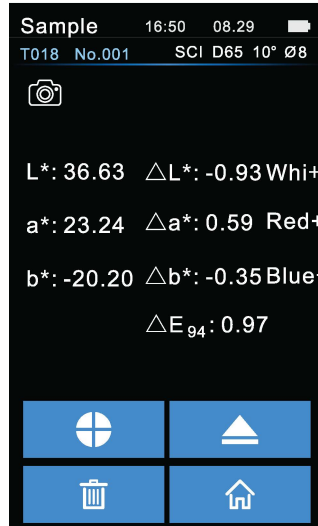 Sample 16:50 08.29
T018 No.001 SCI D65 10° Ø8
L*: 36.63 △L*: -0.93 Whi+
a*: 23.24 △a*: 0.59 Red+
b*: -20.20 △b*: -0.35 Blue+
△E94: 0.97